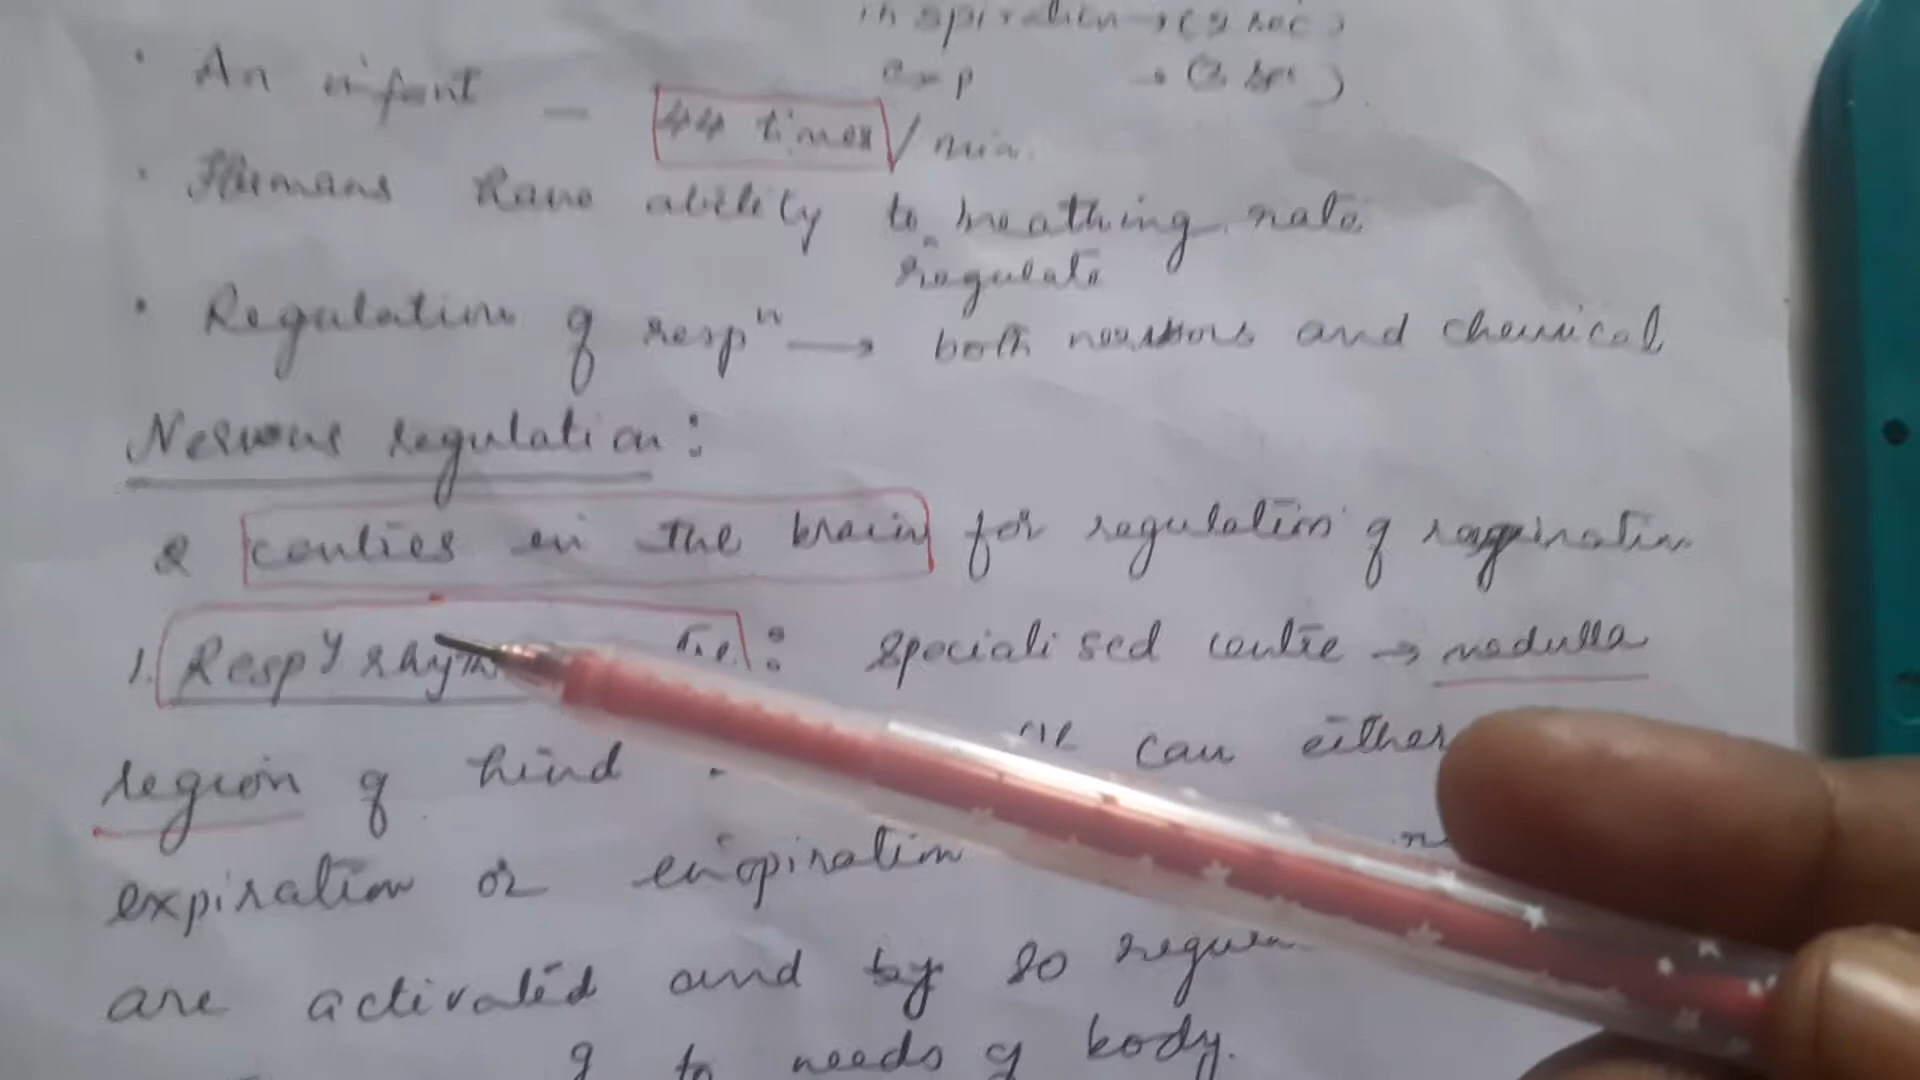 inspiration → (2 sec)
exp → (3 sec)
· An infant — 44 times / min.
· Humans have ability to breathing rate
regulate
· Regulation of respⁿ → both nervous and chemical
Nervous regulation:
2 centres in the brain for regulation of respiration
1. Respʸ rhythm : specialised centre → medulla
region of hind can either
expiration or inspiration
are activated and by so
to needs of body.